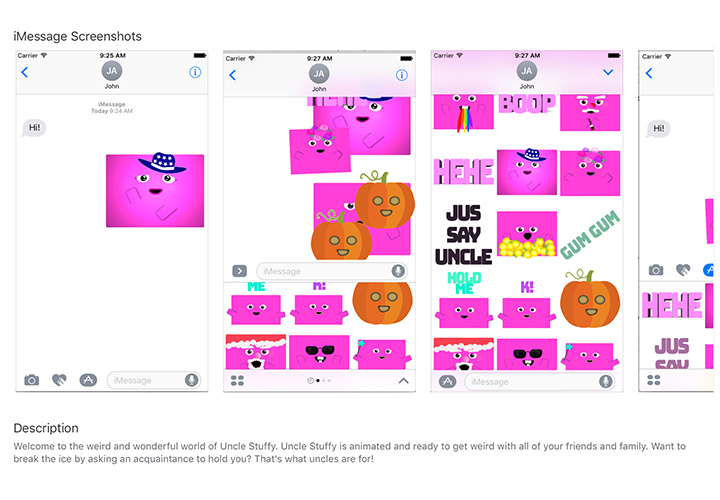 iMessage Screenshots
Carrier 9:25 AM
JA
John
iMessage
Today 9:24 AM
Hi!
iMessage
Carrier 9:27 AM
JA
John
iMessage
ME K!
Carrier 9:27 AM
JA
John
BOOP
HEHE
JUS
SAY
UNCLE
GUM GUM
HOLD
ME
K!
iMessage
Carrier
Hi!
HEHE
JUS
SAY
Description
Welcome to the weird and wonderful world of Uncle Stuffy. Uncle Stuffy is animated and ready to get weird with all of your friends and family. Want to
break the ice by asking an acquaintance to hold you? That's what uncles are for!